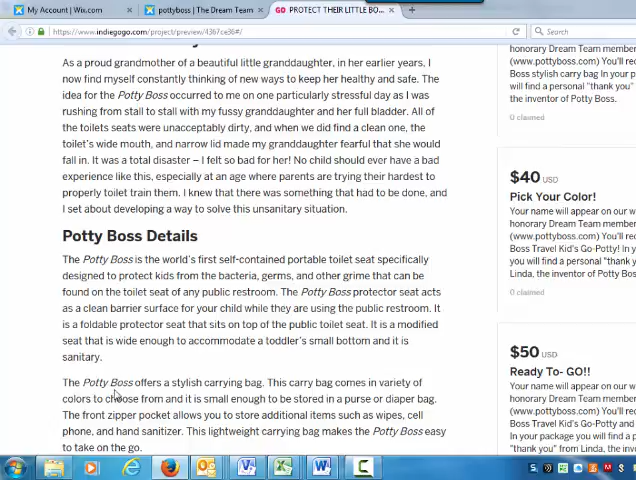 My Account | Wix.com
pottyboss | The Dream Team
GO PROTECT THEIR LITTLE BO...
https://www.indiegogo.com/project/preview/4367ce36#/
Search
As a proud grandmother of a beautiful little granddaughter, in her earlier years, I
now find myself constantly thinking of new ways to keep her healthy and safe. The
idea for the Potty Boss occurred to me on one particularly stressful day as I was
rushing from stall to stall with my fussy granddaughter and her full bladder. All of
the toilets seats were unacceptably dirty, and when we did find a clean one, the
toilet's wide mouth, and narrow lid made my granddaughter fearful that she would
fall in. It was a total disaster – I felt so bad for her! No child should ever have a bad
experience like this, especially at an age where parents are trying their hardest to
properly toilet train them. I knew that there was something that had to be done, and
I set about developing a way to solve this unsanitary situation.
Potty Boss Details
The Potty Boss is the world's first self-contained portable toilet seat specifically
designed to protect kids from the bacteria, germs, and other grime that can be
found on the toilet seat of any public restroom. The Potty Boss protector seat acts
as a clean barrier surface for your child while they are using the public restroom. It
is a foldable protector seat that sits on top of the public toilet seat. It is a modified
seat that is wide enough to accommodate a toddler's small bottom and it is
sanitary.
The Potty Boss offers a stylish carrying bag. This carry bag comes in variety of
colors to choose from and it is small enough to be stored in a purse or diaper bag.
The front zipper pocket allows you to store additional items such as wipes, cell
phone, and hand sanitizer. This lightweight carrying bag makes the Potty Boss easy
to take on the go.
honorary Dream Team member
(www.pottyboss.com) You'll rec
Boss stylish carry bag In your p
will find a personal "thank you"
the inventor of Potty Boss.
0 claimed
$40 USD
Pick Your Color!
Your name will appear on our w
honorary Dream Team member
(www.pottyboss.com) You'll rec
Boss Travel Kid's Go-Potty! In y
you will find a personal "thank y
Linda, the inventor of Potty Bos
0 claimed
$50 USD
Ready To- GO!!
Your name will appear on our w
honorary Dream Team member
(www.pottyboss.com) You'll rec
Boss Travel Kid's Go-Potty
In your package you will find a p
"thank you" from Linda, the inv